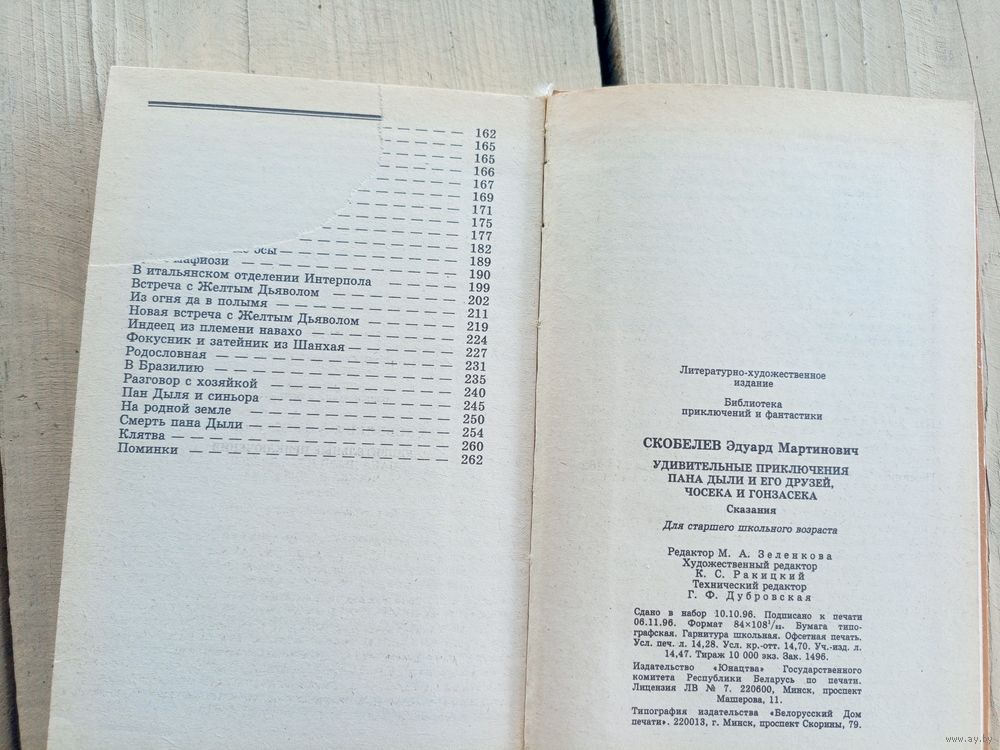 162
165
165
166
167
169
171
175
177
182
осы — — — — 189
мафиози — — — — 190
В итальянском отделении Интерпола — — — 199
Встреча с Желтым Дьяволом — — — — 202
Из огня да в полымя — — — — 211
Новая встреча с Желтым Дьяволом — — — 219
Индеец из племени навахо — — — — 224
Фокусник и затейник из Шанхая — — — — 227
Родословная — — — — 231
В Бразилию — — — — 235
Разговор с хозяйкой — — — — 240
Пан Дыля и синьора — — — — 245
На родной земле — — — — 250
Смерть пана Дыли — — — — 254
Клятва — — — — 260
Поминки — — — — 262
Литературно-художественное
издание
Библиотека
приключений и фантастики
СКОБЕЛЕВ Эдуард Мартинович
УДИВИТЕЛЬНЫЕ ПРИКЛЮЧЕНИЯ
ПАНА ДЫЛИ И ЕГО ДРУЗЕЙ,
ЧОСЕКА И ГОНЗАСЕКА
Сказания
Для старшего школьного возраста
Редактор М. А. Зеленкова
Художественный редактор
К. С. Ракицкий
Технический редактор
Г. Ф. Дубровская
Сдано в набор 10.10.96. Подписано к печати
06.11.96. Формат 84×108¹/₃₂. Бумага типо-
графская. Гарнитура школьная. Офсетная печать.
Усл. печ. л. 14,28. Усл. кр.-отт. 14,70. Уч.-изд. л.
14,47. Тираж 10 000 экз. Зак. 1496.
Издательство «Юнацтва» Государственного
комитета Республики Беларусь по печати.
Лицензия ЛВ № 7. 220600, Минск, проспект
Машерова, 11.
Типография издательства «Белорусский Дом
печати». 220013, г. Минск, проспект Скорины, 79.
www.ay.by